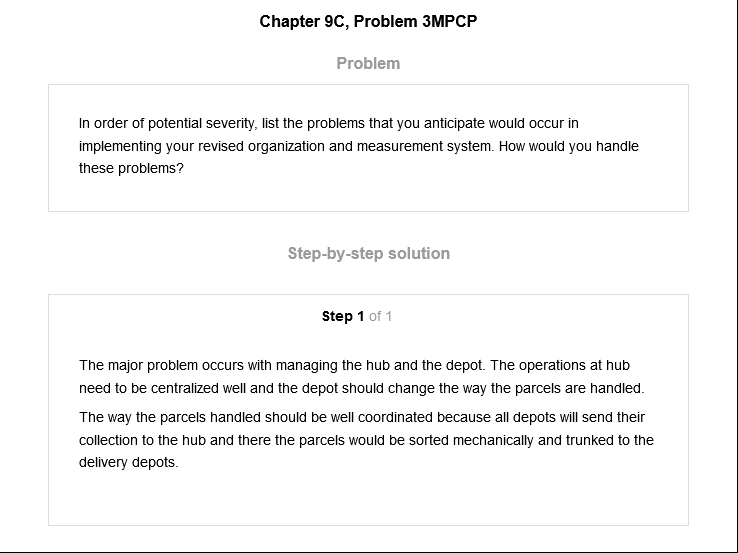 Chapter 9C, Problem 3MPCP
Problem
In order of potential severity, list the problems that you anticipate would occur in
implementing your revised organization and measurement system. How would you handle
these problems?
Step-by-step solution
Step 1 of 1
The major problem occurs with managing the hub and the depot. The operations at hub
need to be centralized well and the depot should change the way the parcels are handled.
The way the parcels handled should be well coordinated because all depots will send their
collection to the hub and there the parcels would be sorted mechanically and trunked to the
delivery depots.